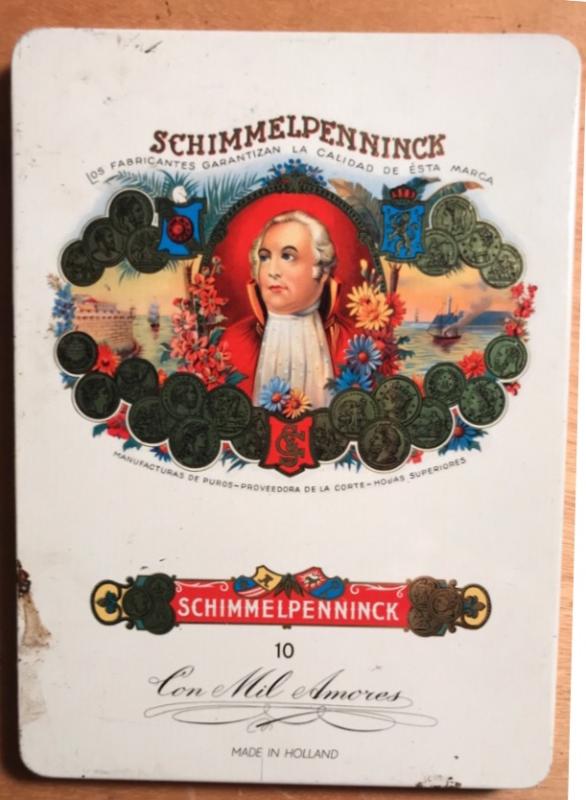 SCHIMMELPENNINCK
LOS FABRICANTES GARANTIZAN LA CALIDAD DE ÉSTA MARCA
MANUFACTURAS DE PUROS-PROVEEDORA DE LA CORTE-HOJAS SUPERIORES
SCHIMMELPENNINCK
10
Con Mil Amores
MADE IN HOLLAND